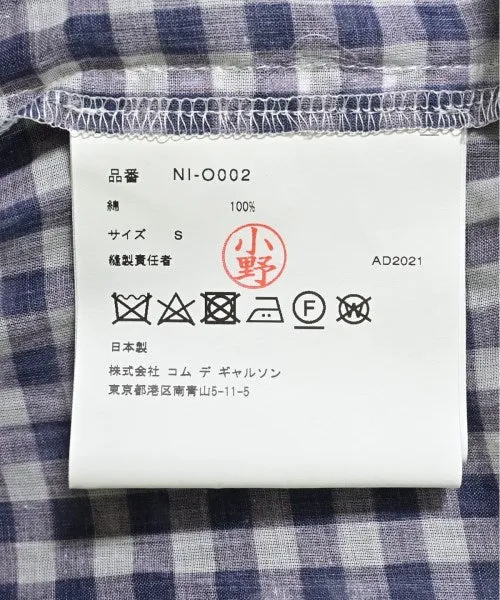 品番 NI-O002
綿 100%
サイズ S
縫製責任者 小野 AD2021
F W
日本製
株式会社 コム デ ギャルソン
東京都港区南青山5-11-5